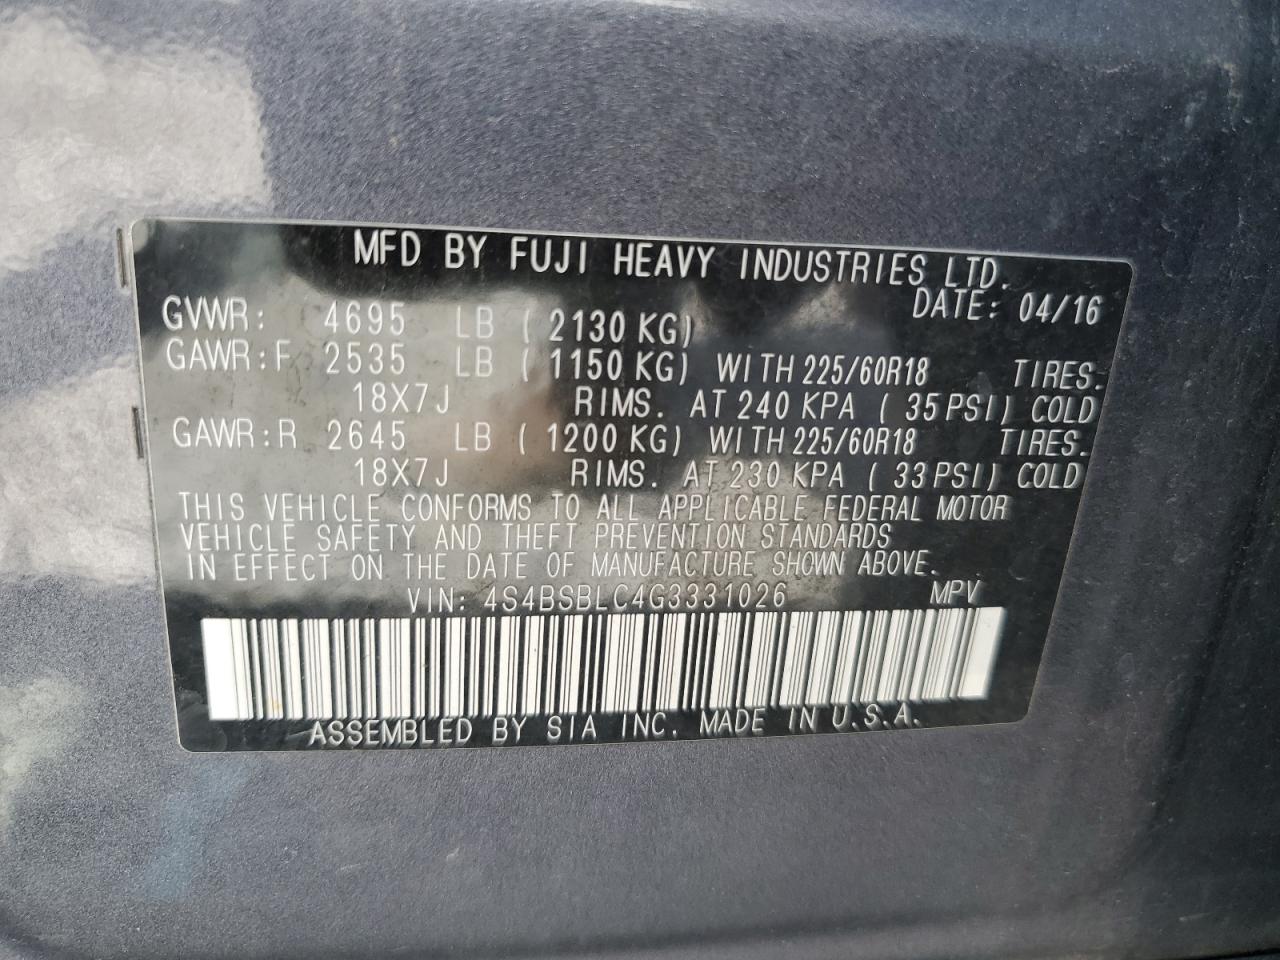 MFD BY FUJI HEAVY INDUSTRIES LTD.
DATE: 04/16
GVWR: 4695 LB ( 2130 KG)
GAWR:F 2535 LB ( 1150 KG) WITH 225/60R18 TIRES.
18X7J RIMS. AT 240 KPA ( 35 PSI) COLD
GAWR:R 2645 LB ( 1200 KG) WITH 225/60R18 TIRES.
18X7J RIMS. AT 230 KPA ( 33 PSI) COLD
THIS VEHICLE CONFORMS TO ALL APPLICABLE FEDERAL MOTOR
VEHICLE SAFETY AND THEFT PREVENTION STANDARDS
IN EFFECT ON THE DATE OF MANUFACTURE SHOWN ABOVE.
VIN: 4S4BSBLC4G3331026 MPV
ASSEMBLED BY SIA INC. MADE IN U.S.A.